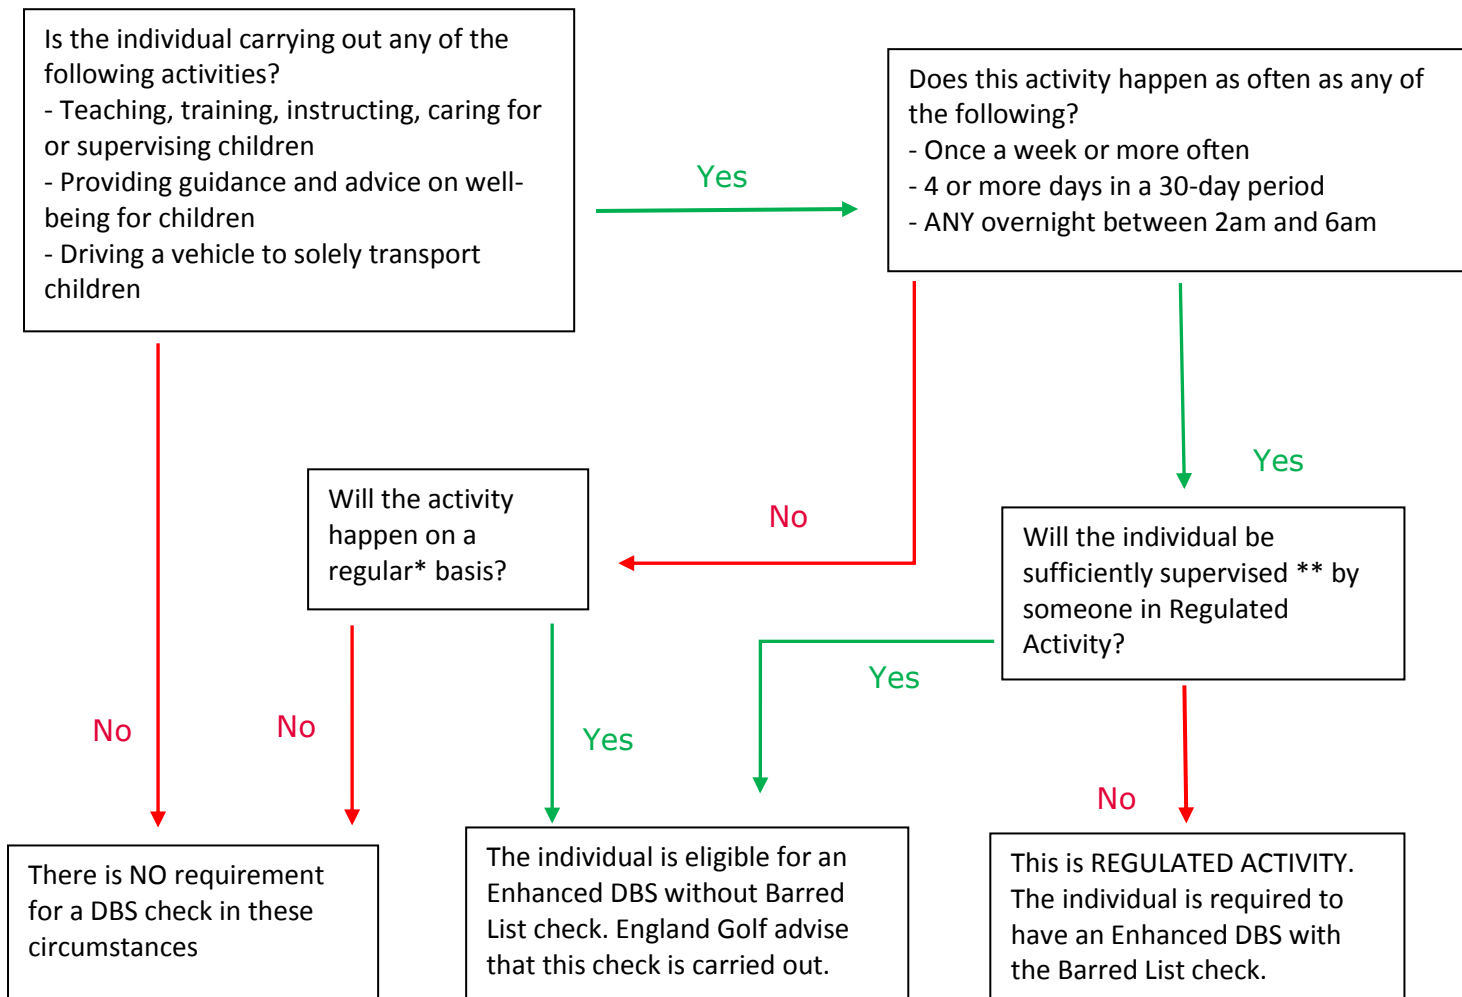 Is the individual carrying out any of the
following activities?
- Teaching, training, instructing, caring for
or supervising children
- Providing guidance and advice on well-
being for children
- Driving a vehicle to solely transport
children
Yes
Does this activity happen as often as any of
the following?
- Once a week or more often
- 4 or more days in a 30-day period
- ANY overnight between 2am and 6am
Yes
No
Will the activity
happen on a
regular* basis?
Will the individual be
sufficiently supervised ** by
someone in Regulated
Activity?
No
No
Yes
Yes
No
There is NO requirement
for a DBS check in these
circumstances
The individual is eligible for an
Enhanced DBS without Barred
List check. England Golf advise
that this check is carried out.
This is REGULATED ACTIVITY.
The individual is required to
have an Enhanced DBS with
the Barred List check.